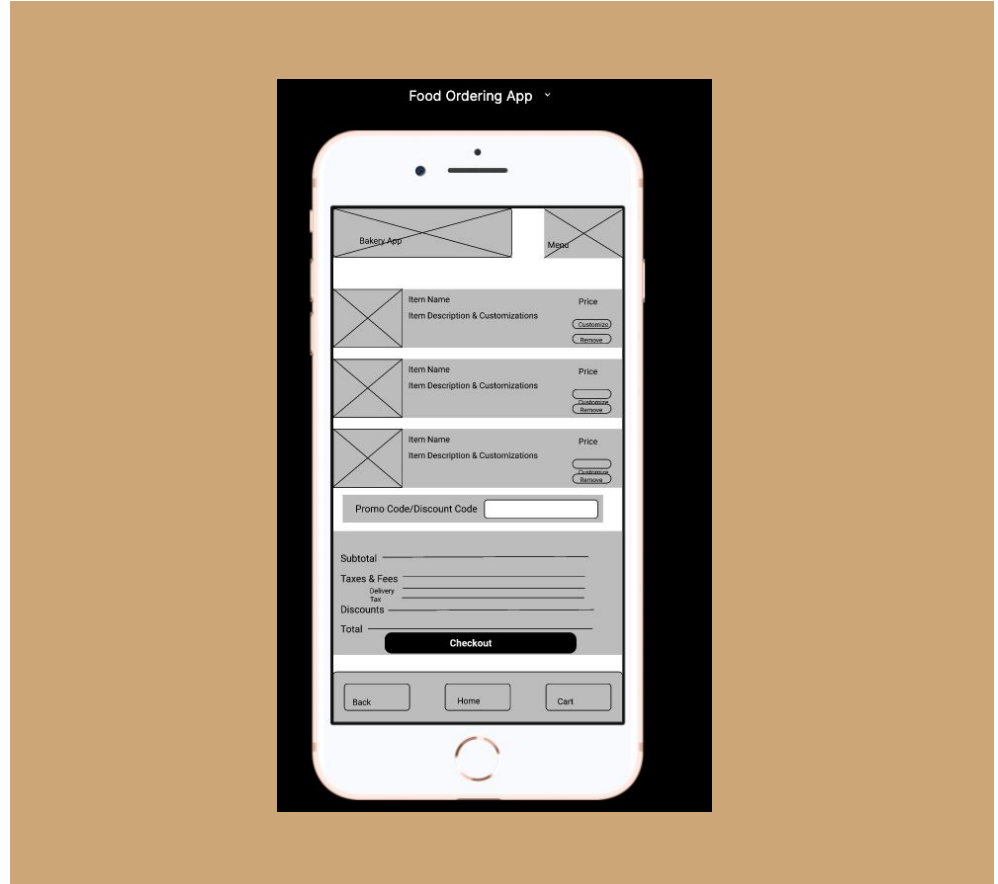 Food Ordering App
Bakery App
Menu
Item Name
Price
Item Description & Customizations
Customize
Remove
Item Name
Price
Item Description & Customizations
Customize
Remove
Item Name
Price
Item Description & Customizations
Customize
Remove
Promo Code/Discount Code
Subtotal
Taxes & Fees
Delivery
Tax
Discounts
Total
Checkout
Back
Home
Cart